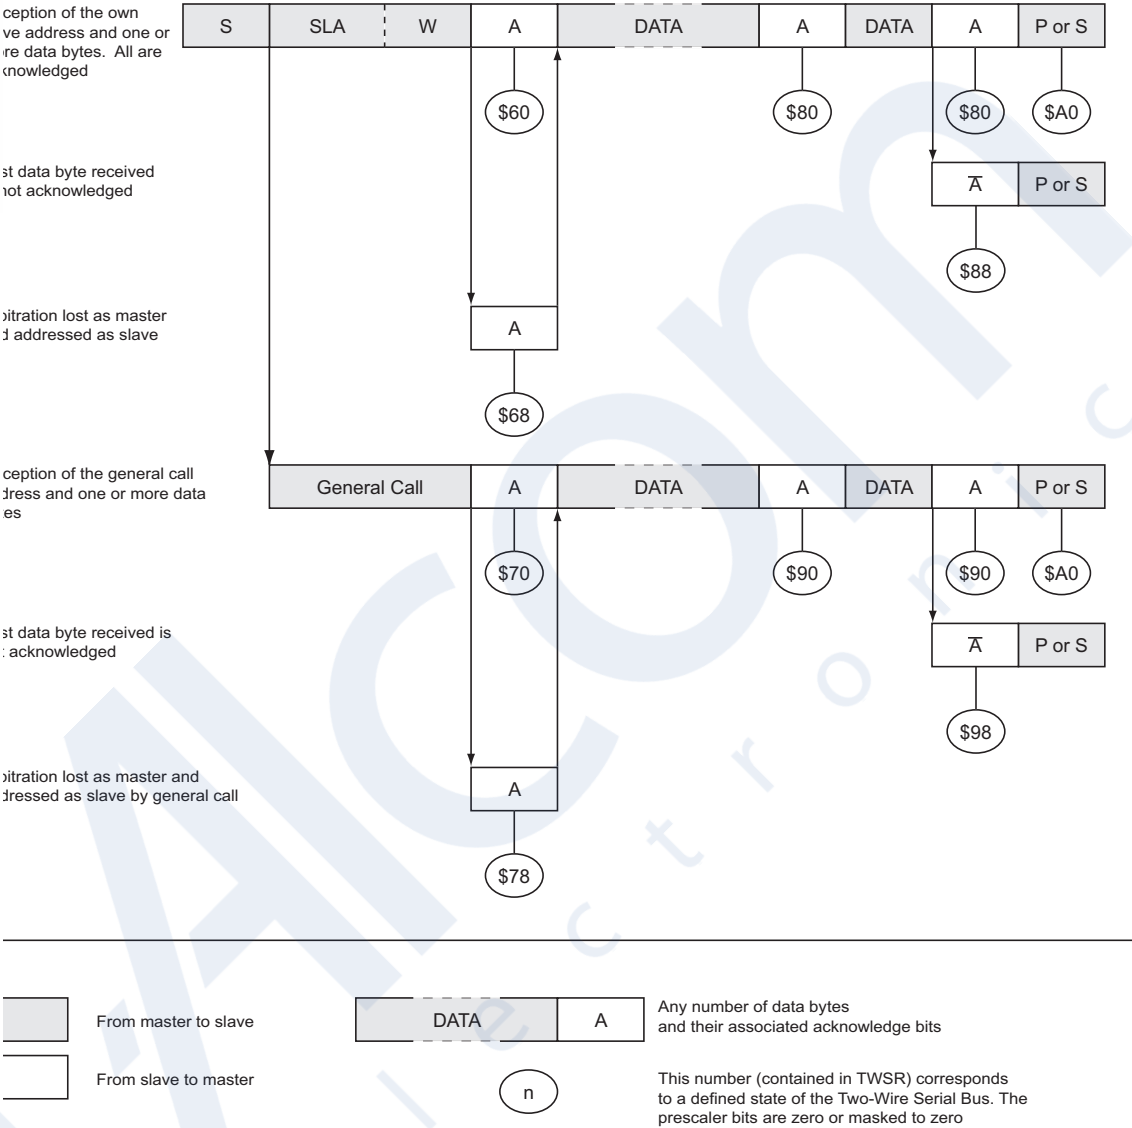 ception of the own
ve address and one or
re data bytes. All are
knowledged
S SLA W A DATA A DATA A P or S
$60 $80 $80 $A0
st data byte received
not acknowledged
A P or S
$88
bitration lost as master
d addressed as slave
A
$68
ception of the general call
dress and one or more data
es
General Call A DATA A DATA A P or S
$70 $90 $90 $A0
st data byte received is
t acknowledged
A P or S
$98
bitration lost as master and
dressed as slave by general call
A
$78
From master to slave
DATA A
Any number of data bytes
and their associated acknowledge bits
From slave to master
n
This number (contained in TWSR) corresponds
to a defined state of the Two-Wire Serial Bus. The
prescaler bits are zero or masked to zero
Alcom
lectronic